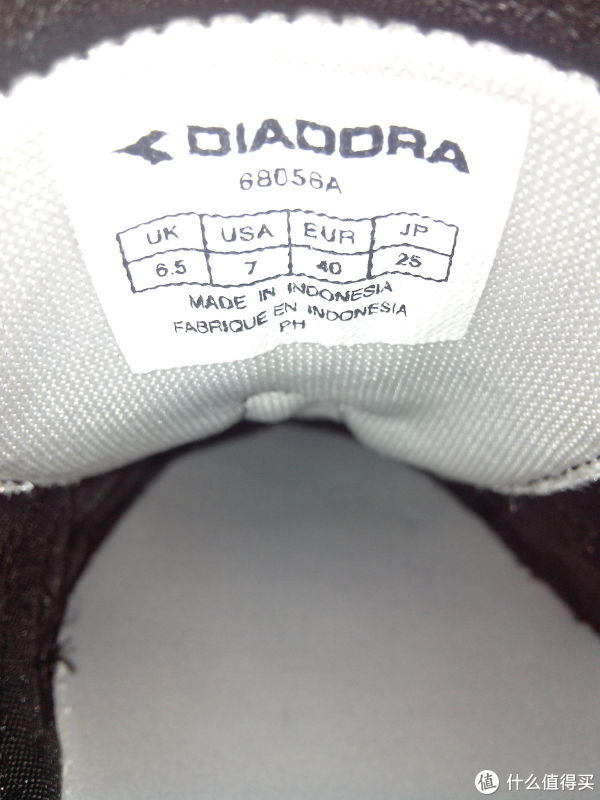 DIADORA
68056A
UK USA EUR JP
6.5 7 40 25
MADE IN INDONESIA
FABRIQUE EN INDONESIA
PH
值 什么值得买